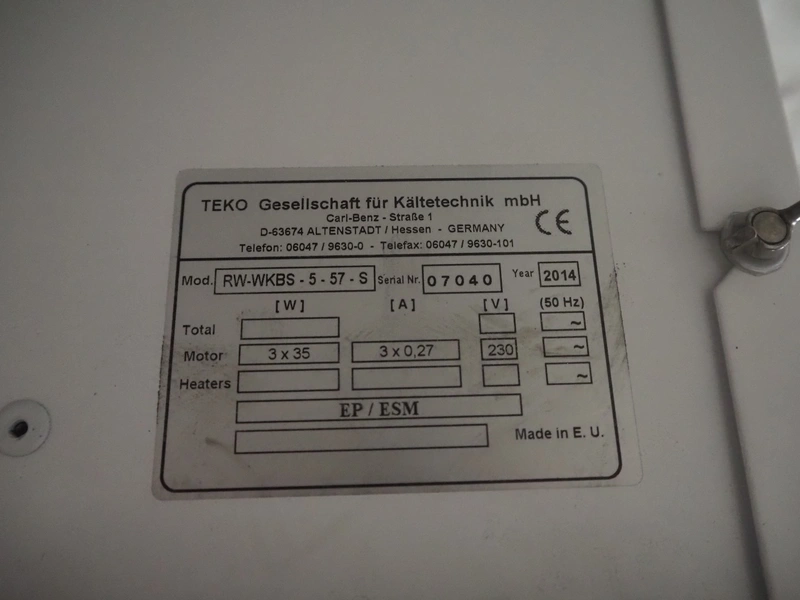 TEKO Gesellschaft für Kältetechnik mbH
Carl-Benz - Straße 1
D-63674 ALTENSTADT / Hessen - GERMANY
Telefon: 06047 / 9630-0 - Telefax: 06047 / 9630-101
CE
Mod. RW-WKBS - 5 - 57 - S Serial Nr. 07040 Year 2014
[ W ] [ A ] [ V ] (50 Hz)
Total ~
Motor 3 x 35 3 x 0,27 230 ~
Heaters ~
EP / ESM
Made in E. U.